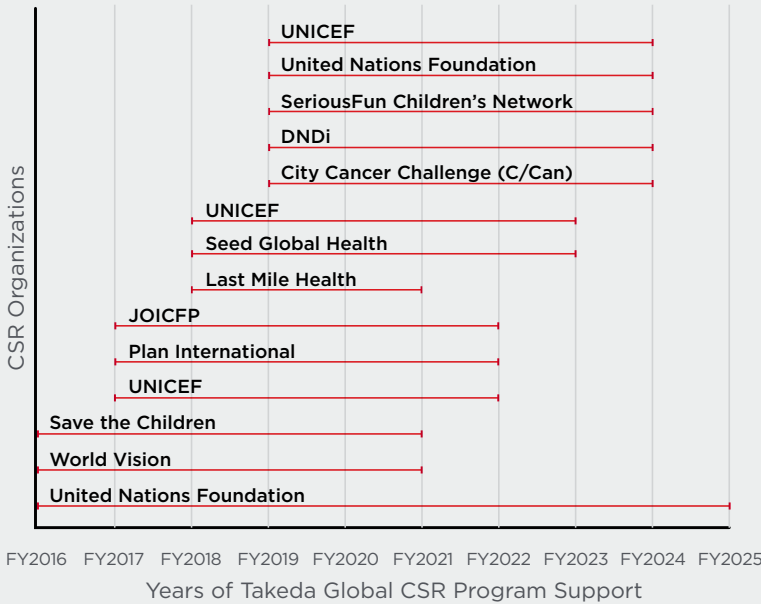 UNICEF
United Nations Foundation
SeriousFun Children's Network
DNDi
City Cancer Challenge (C/Can)
UNICEF
Seed Global Health
Last Mile Health
JOICFP
Plan International
UNICEF
Save the Children
World Vision
United Nations Foundation
CSR Organizations
FY2016 FY2017 FY2018 FY2019 FY2020 FY2021 FY2022 FY2023 FY2024 FY2025
Years of Takeda Global CSR Program Support